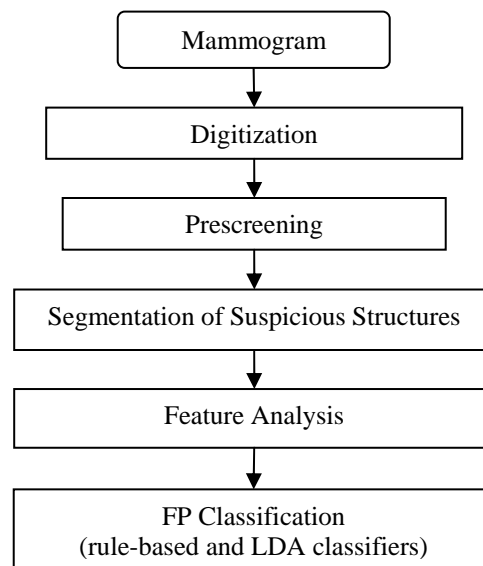 Mammogram
Digitization
Prescreening
Segmentation of Suspicious Structures
Feature Analysis
FP Classification
(rule-based and LDA classifiers)